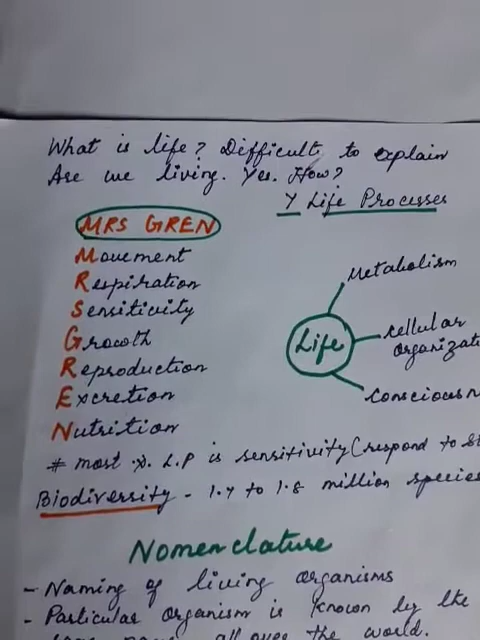 What is life? Difficult to explain
Are we living. Yes. How?
7 Life Processes
MRS GREN
Movement
Respiration
Sensitivity
Growth
Reproduction
Excretion
Nutrition
Metabolism
Life
cellular
organizati
consciousn
# most L.P is sensitivity (respond to
Biodiversity - 1.7 to 1.8 million species
Nomenclature
- Naming of living organisms
- Particular organism is known by the
all over the world.